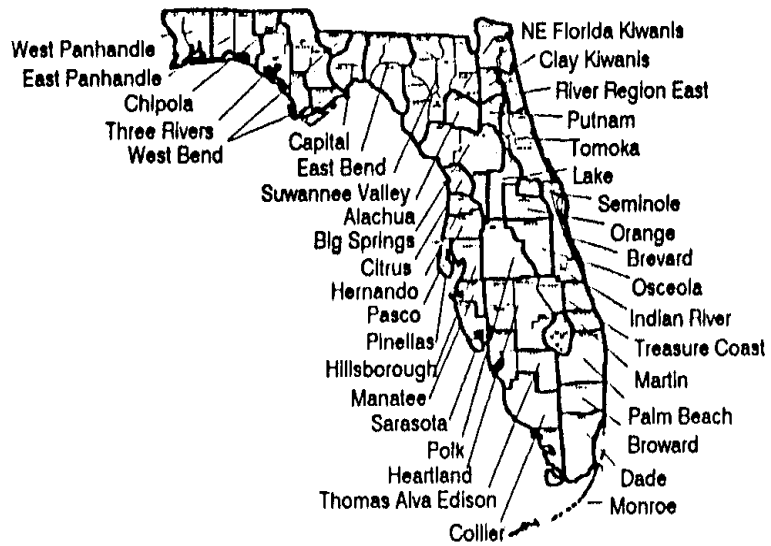 West Panhandle
East Panhandle
Chipola
Three Rivers
West Bend
Capital
East Bend
Suwannee Valley
Alachua
Big Springs
Citrus
Hernando
Pasco
Pinellas
Hillsborough
Manatee
Sarasota
Polk
Heartland
Thomas Alva Edison
Collier
NE Florida Kiwanis
Clay Kiwanis
River Region East
Putnam
Tomoka
Lake
Seminole
Orange
Brevard
Osceola
Indian River
Treasure Coast
Martin
Palm Beach
Broward
Dade
Monroe